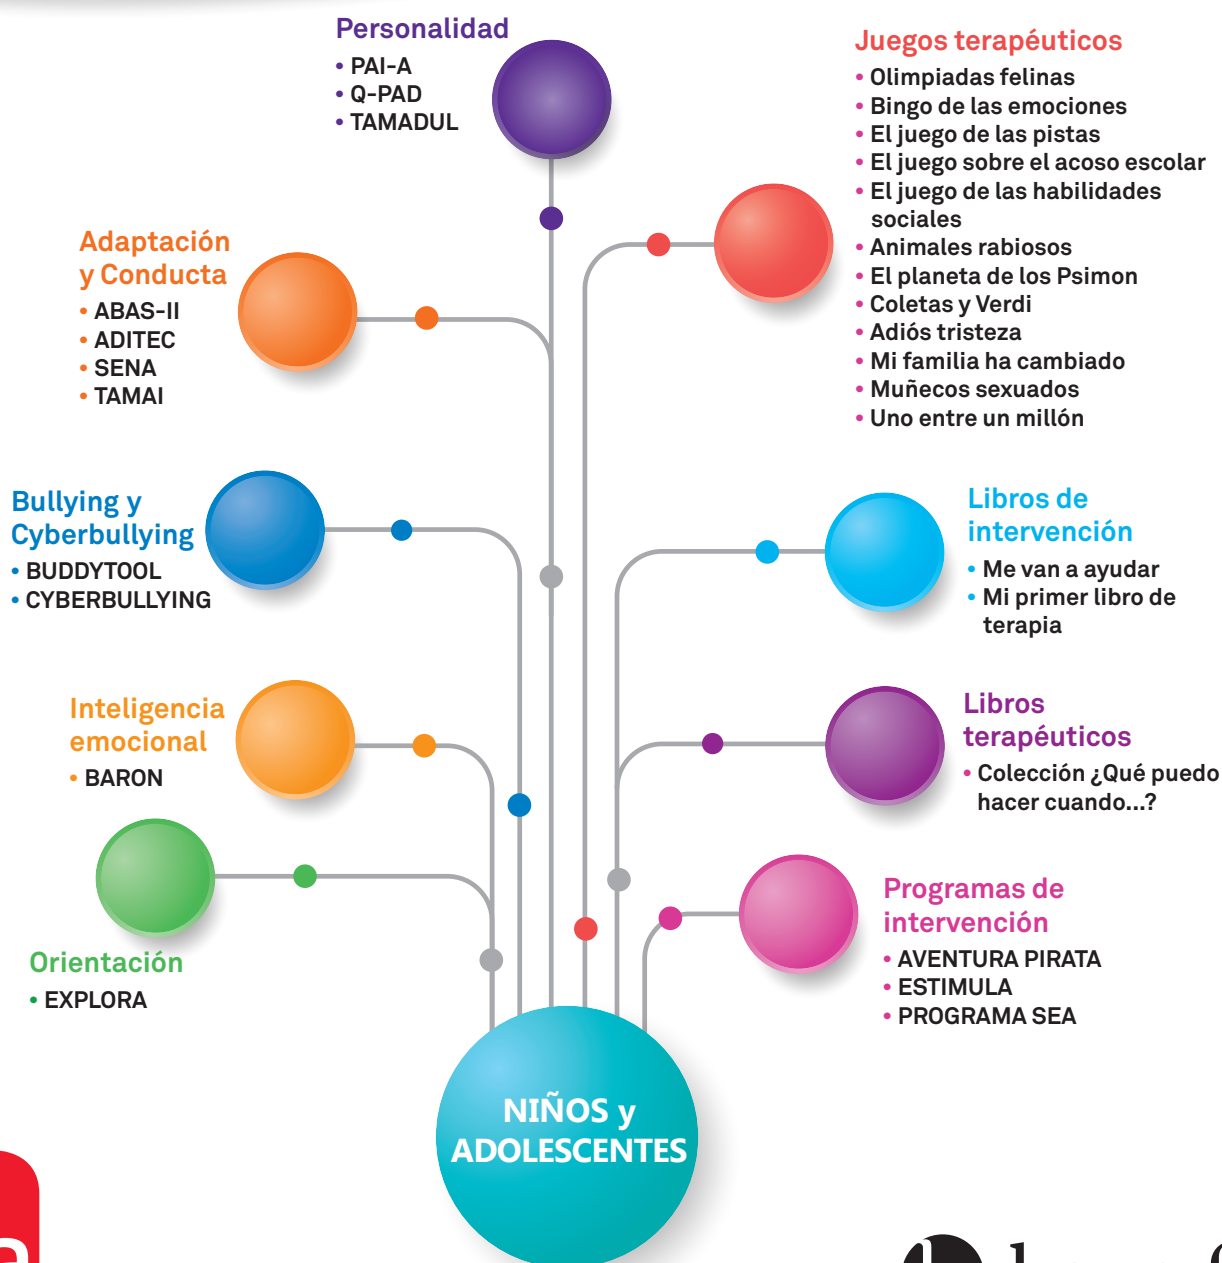 Personalidad
• PAI-A
• Q-PAD
• TAMADUL
Juegos terapéuticos
• Olimpiadas felinas
• Bingo de las emociones
• El juego de las pistas
• El juego sobre el acoso escolar
• El juego de las habilidades
sociales
• Animales rabiosos
• El planeta de los Psimon
• Coletas y Verdi
• Adiós tristeza
• Mi familia ha cambiado
• Muñecos sexuados
• Uno entre un millón
Adaptación
y Conducta
• ABAS-II
• ADITEC
• SENA
• TAMAI
Bullying y
Cyberbullying
• BUDDYTOOL
• CYBERBULLYING
Libros de
intervención
• Me van a ayudar
• Mi primer libro de
terapia
Inteligencia
emocional
• BARON
Libros
terapéuticos
• Colección ¿Qué puedo
hacer cuando...?
Orientación
• EXPLORA
Programas de
intervención
• AVENTURA PIRATA
• ESTIMULA
• PROGRAMA SEA
NIÑOS y
ADOLESCENTES